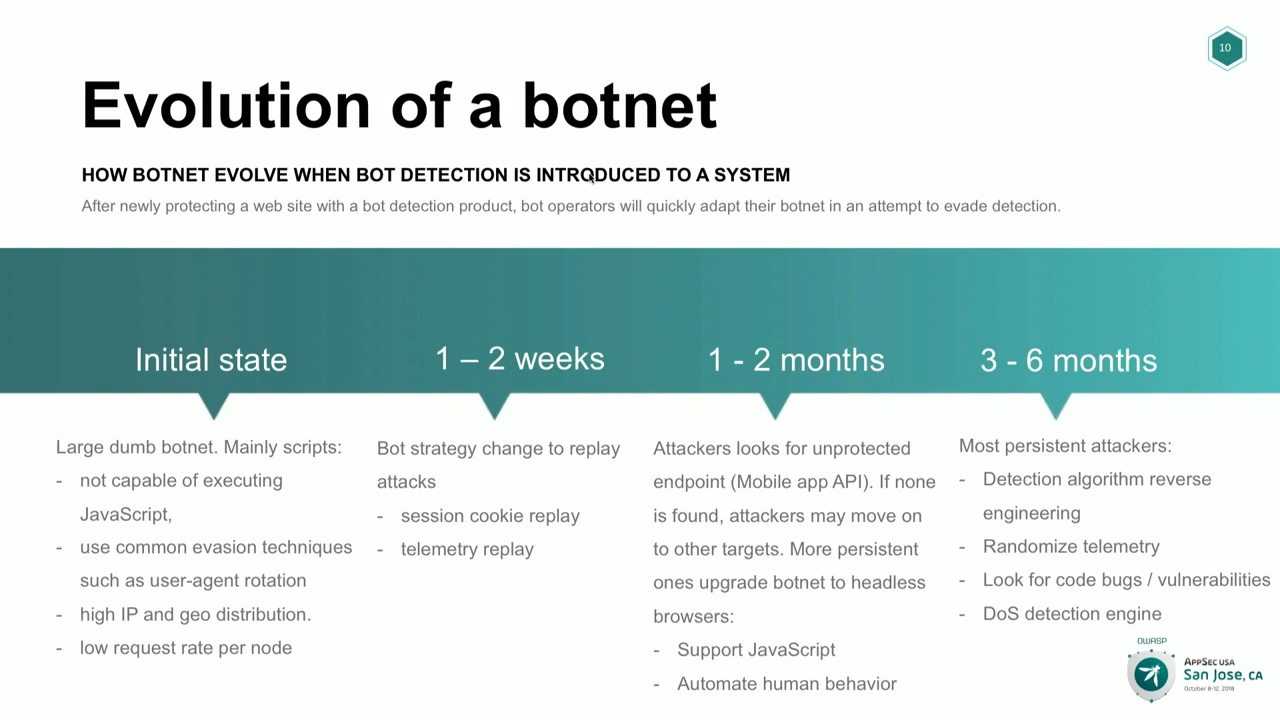 10
Evolution of a botnet
HOW BOTNET EVOLVE WHEN BOT DETECTION IS INTRODUCED TO A SYSTEM
After newly protecting a web site with a bot detection product, bot operators will quickly adapt their botnet in an attempt to evade detection.
Initial state
Large dumb botnet. Mainly scripts:
- not capable of executing
JavaScript,
- use common evasion techniques
such as user-agent rotation
- high IP and geo distribution.
- low request rate per node
1 – 2 weeks
Bot strategy change to replay
attacks
- session cookie replay
- telemetry replay
1 - 2 months
Attackers looks for unprotected
endpoint (Mobile app API). If none
is found, attackers may move on
to other targets. More persistent
ones upgrade botnet to headless
browsers:
- Support JavaScript
- Automate human behavior
3 - 6 months
Most persistent attackers:
- Detection algorithm reverse
engineering
- Randomize telemetry
- Look for code bugs / vulnerabilities
- DoS detection engine
OWASP
AppSec USA
San Jose, CA
October 8-12, 2018